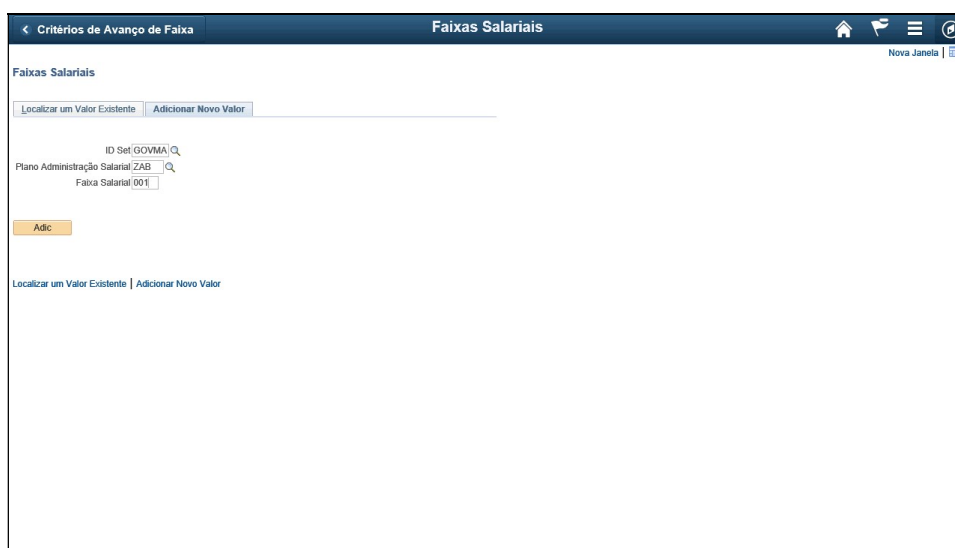 Critérios de Avanço de Faixa
Faixas Salariais
Nova Janela |
Faixas Salariais
Localizar um Valor Existente Adicionar Novo Valor
ID Set GOVMA
Plano Administração Salarial ZAB
Faixa Salarial 001
Adic
Localizar um Valor Existente | Adicionar Novo Valor